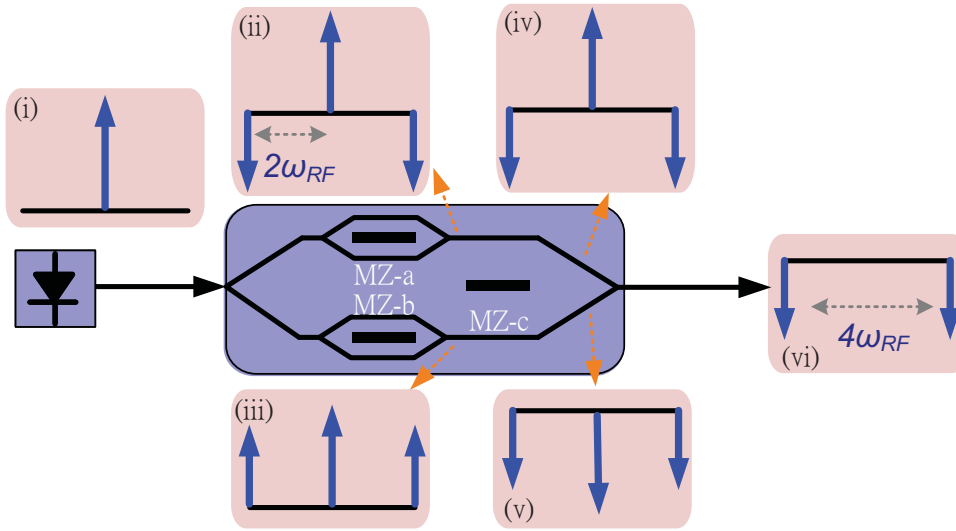 (i)
(ii)
2ωRF
(iv)
MZ-a
MZ-b
MZ-c
(iii)
(v)
4ωRF
(vi)